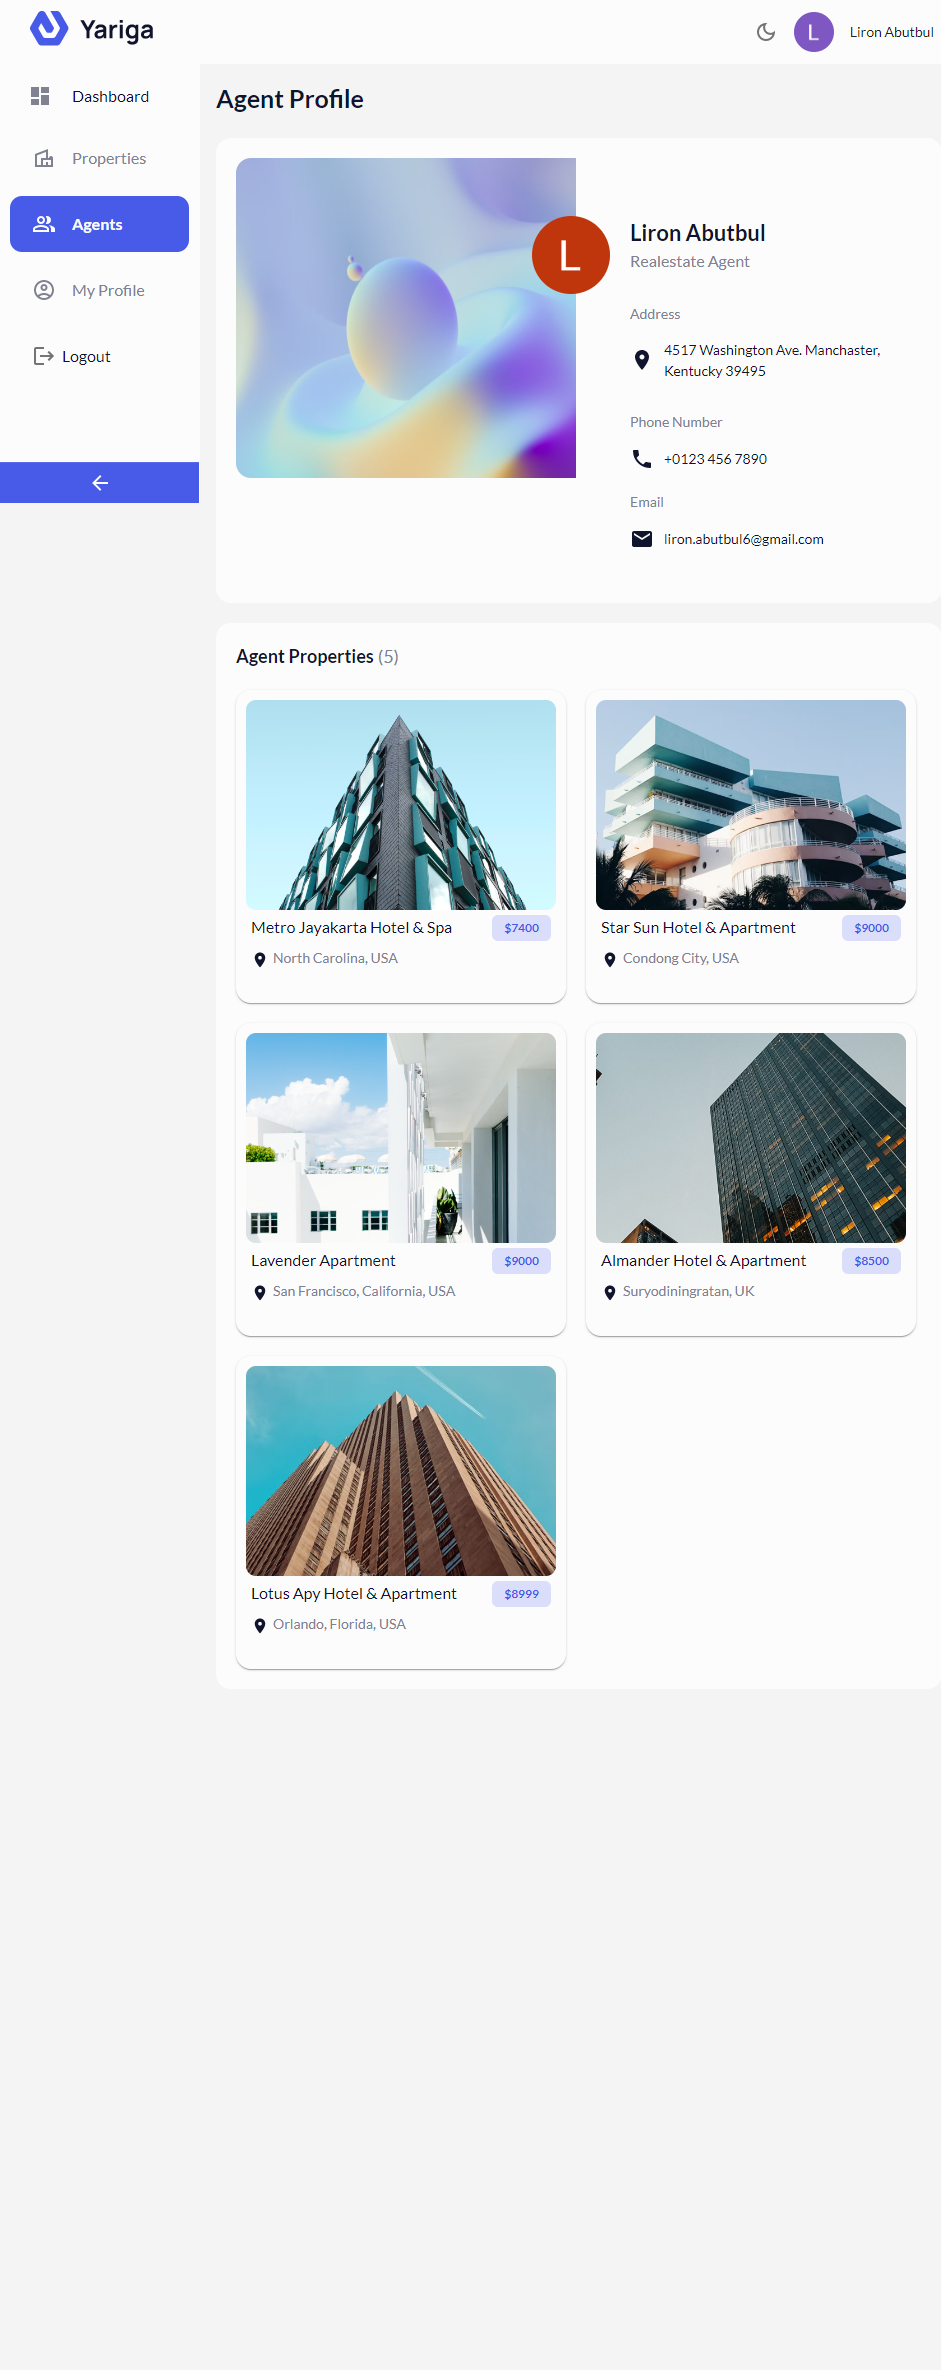 Yariga
L
Liron Abutbul
Dashboard
Properties
Agents
My Profile
Logout
Agent Profile
L
Liron Abutbul
Realestate Agent
Address
4517 Washington Ave. Manchaster,
Kentucky 39495
Phone Number
+0123 456 7890
Email
liron.abutbul6@gmail.com
Agent Properties (5)
Metro Jayakarta Hotel & Spa
$7400
North Carolina, USA
Star Sun Hotel & Apartment
$9000
Condong City, USA
Lavender Apartment
$9000
San Francisco, California, USA
Almander Hotel & Apartment
$8500
Suryodiningratan, UK
Lotus Apy Hotel & Apartment
$8999
Orlando, Florida, USA